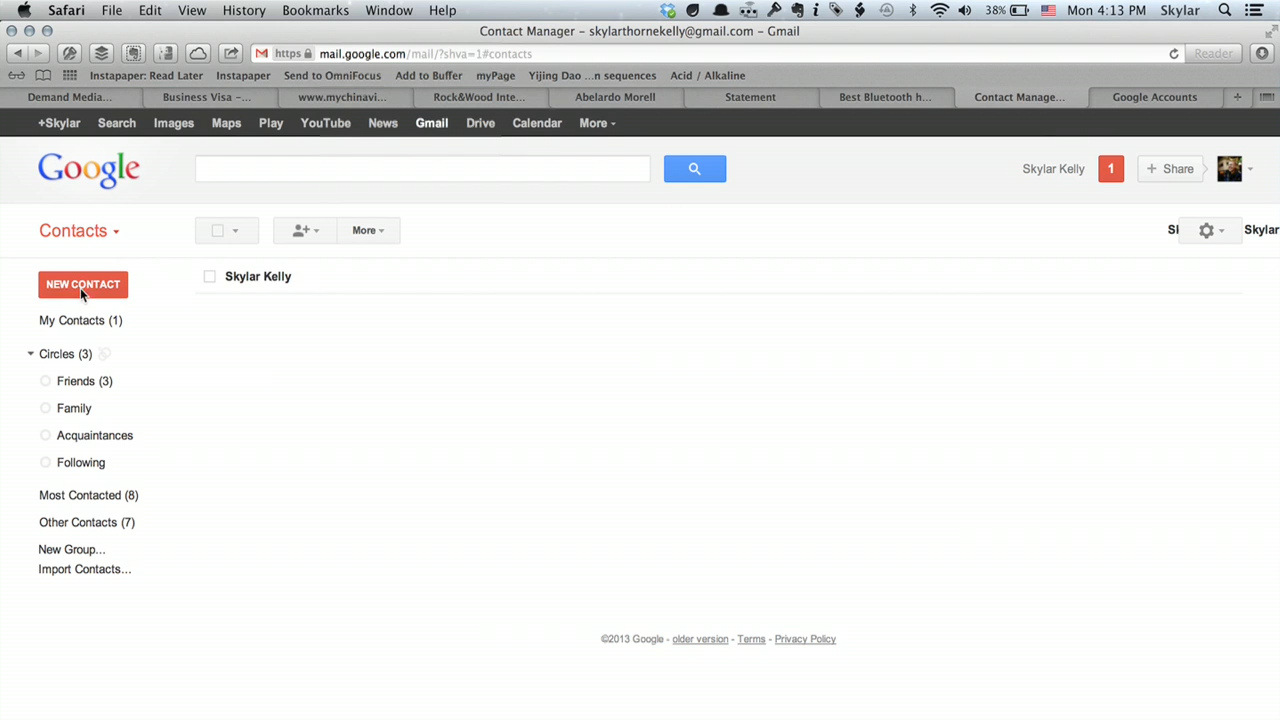 Safari File Edit View History Bookmarks Window Help 38% Mon 4:13 PM Skylar
Contact Manager – skylarthornekelly@gmail.com – Gmail
https mail.google.com/mail/?shva=1#contacts Reader
Instapaper: Read Later Instapaper Send to OmniFocus Add to Buffer myPage Yijing Dao ...n sequences Acid / Alkaline
Demand Media... Business Visa –... www.mychinavi... Rock&Wood Inte... Abelardo Morell Statement Best Bluetooth h... Contact Manage... Google Accounts
+Skylar Search Images Maps Play YouTube News Gmail Drive Calendar More
Google Skylar Kelly 1 + Share
Contacts More Skylar
NEW CONTACT Skylar Kelly
My Contacts (1)
Circles (3)
Friends (3)
Family
Acquaintances
Following
Most Contacted (8)
Other Contacts (7)
New Group...
Import Contacts...
©2013 Google - older version - Terms - Privacy Policy